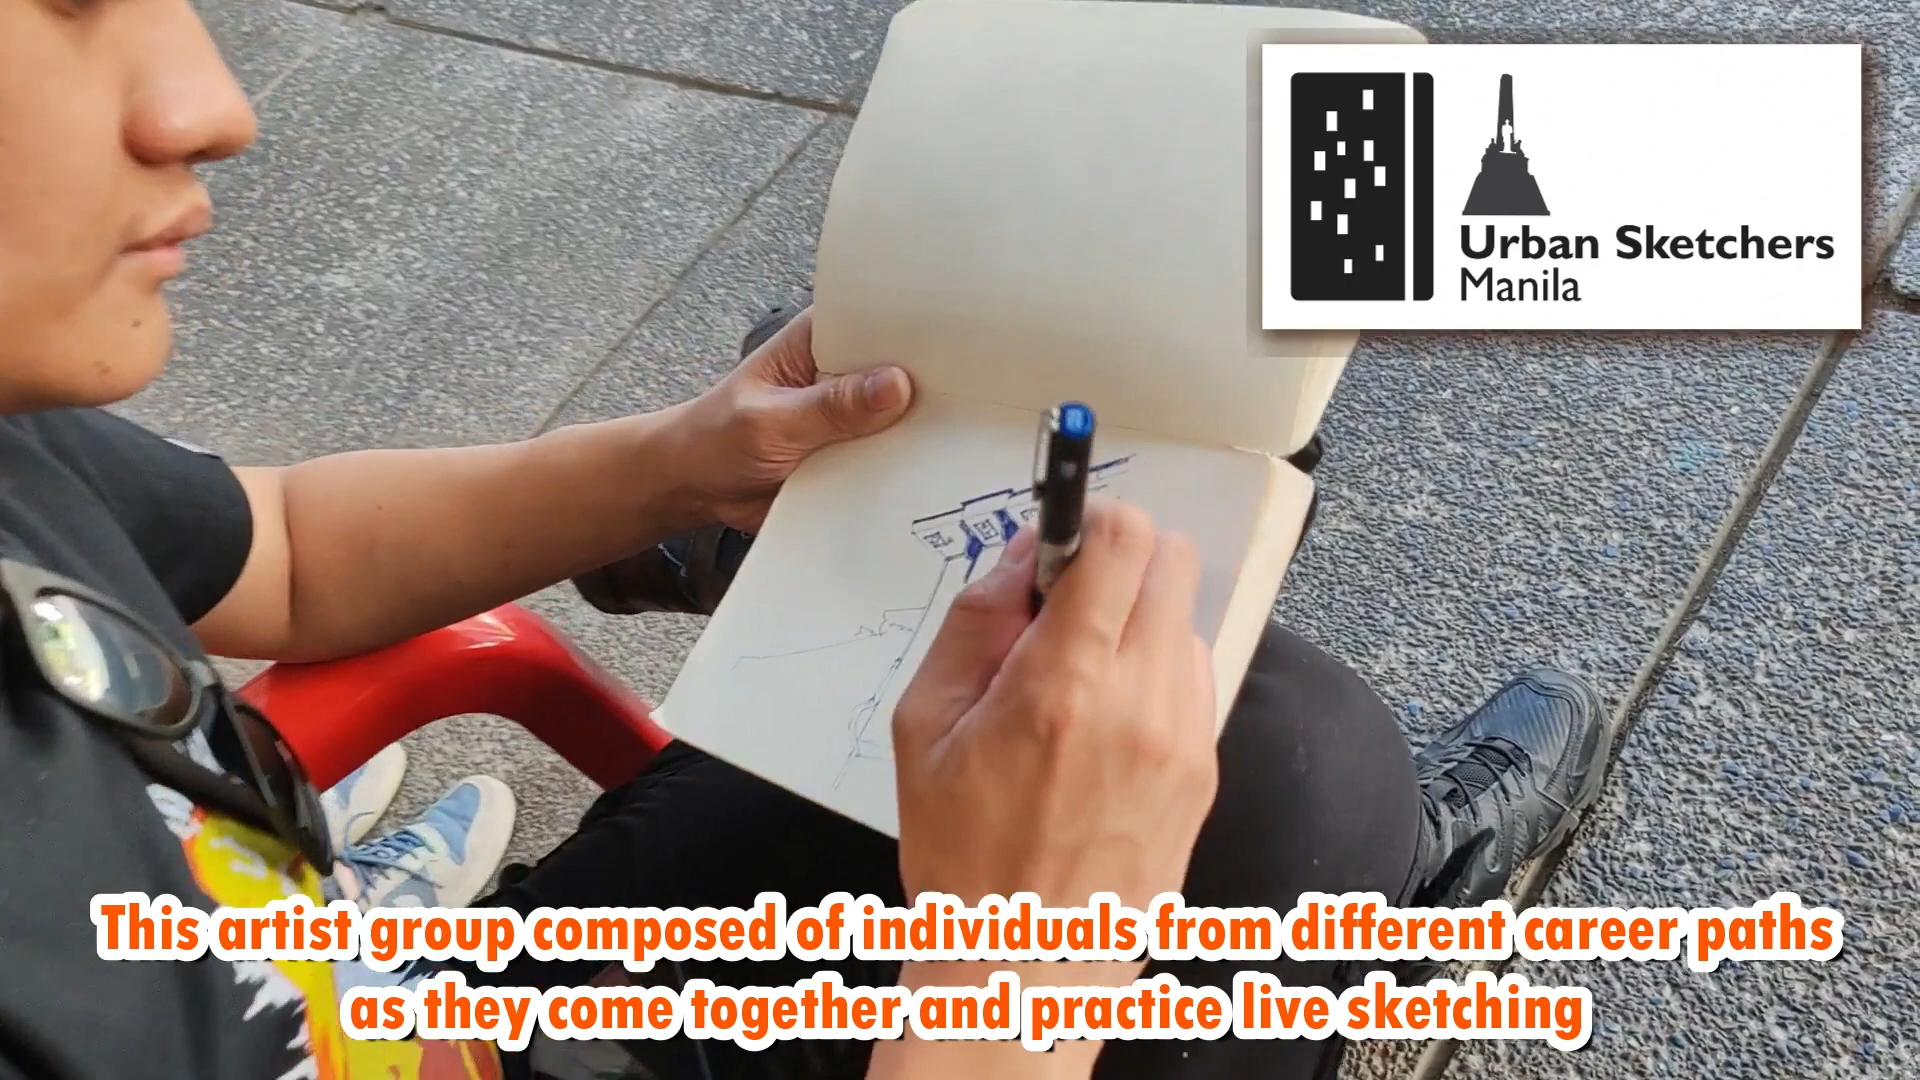 Urban Sketchers
Manila
This artist group composed of individuals from different career paths
as they come together and practice live sketching